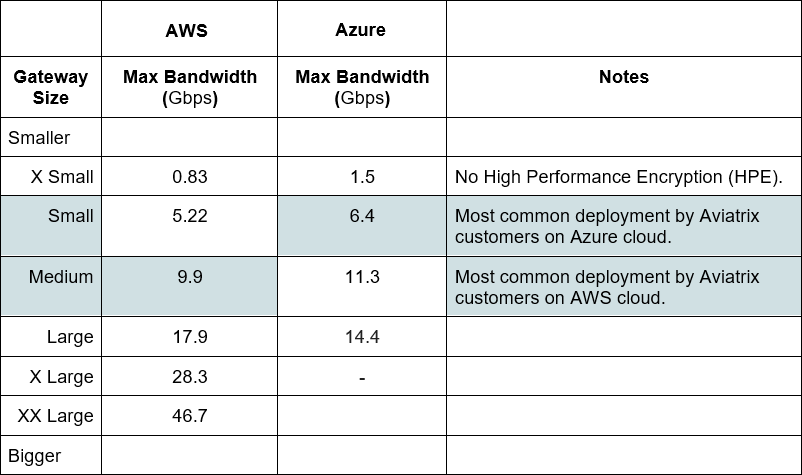 AWS Azure
Gateway Size Max Bandwidth (Gbps) Max Bandwidth (Gbps) Notes
Smaller
X Small 0.83 1.5 No High Performance Encryption (HPE).
Small 5.22 6.4 Most common deployment by Aviatrix
customers on Azure cloud.
Medium 9.9 11.3 Most common deployment by Aviatrix
customers on AWS cloud.
Large 17.9 14.4
X Large 28.3 -
XX Large 46.7
Bigger